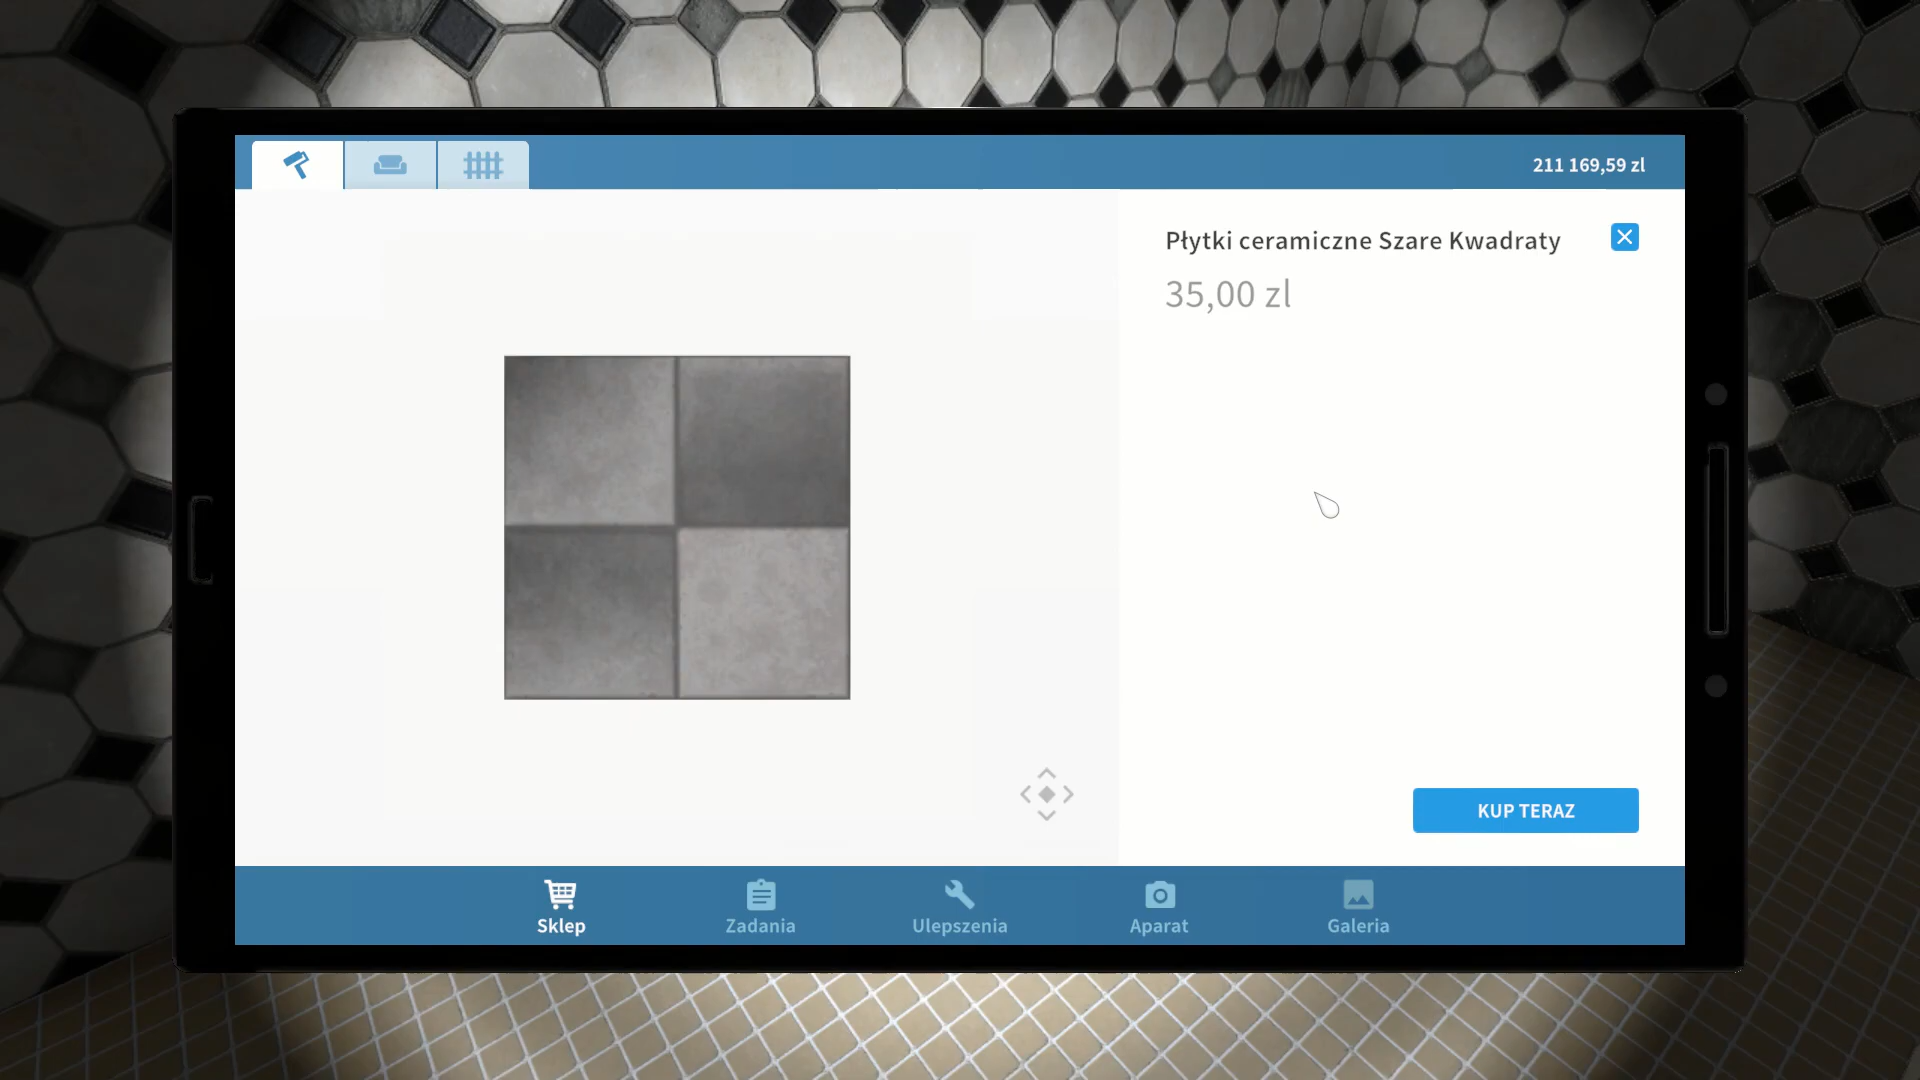 211 169,59 zl
Płytki ceramiczne Szare Kwadraty
35,00 zl
KUP TERAZ
Sklep
Zadania
Ulepszenia
Aparat
Galeria